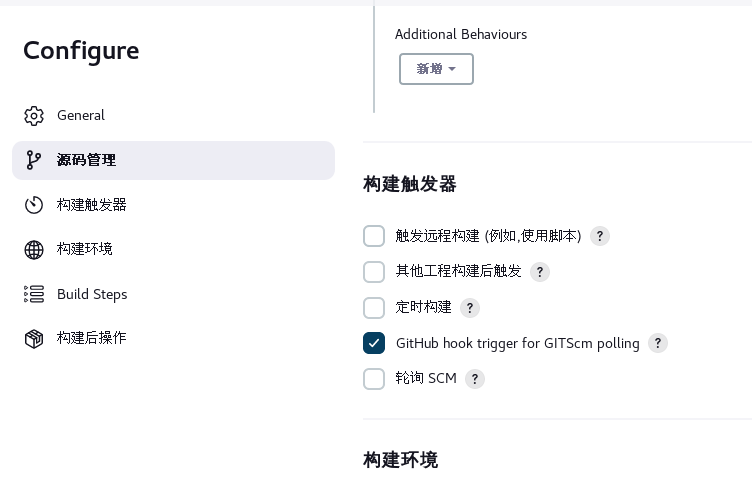 Configure
General
源码管理
构建触发器
构建环境
Build Steps
构建后操作
Additional Behaviours
新增
构建触发器
触发远程构建 (例如,使用脚本) ?
其他工程构建后触发 ?
定时构建 ?
GitHub hook trigger for GITScm polling ?
轮询 SCM ?
构建环境